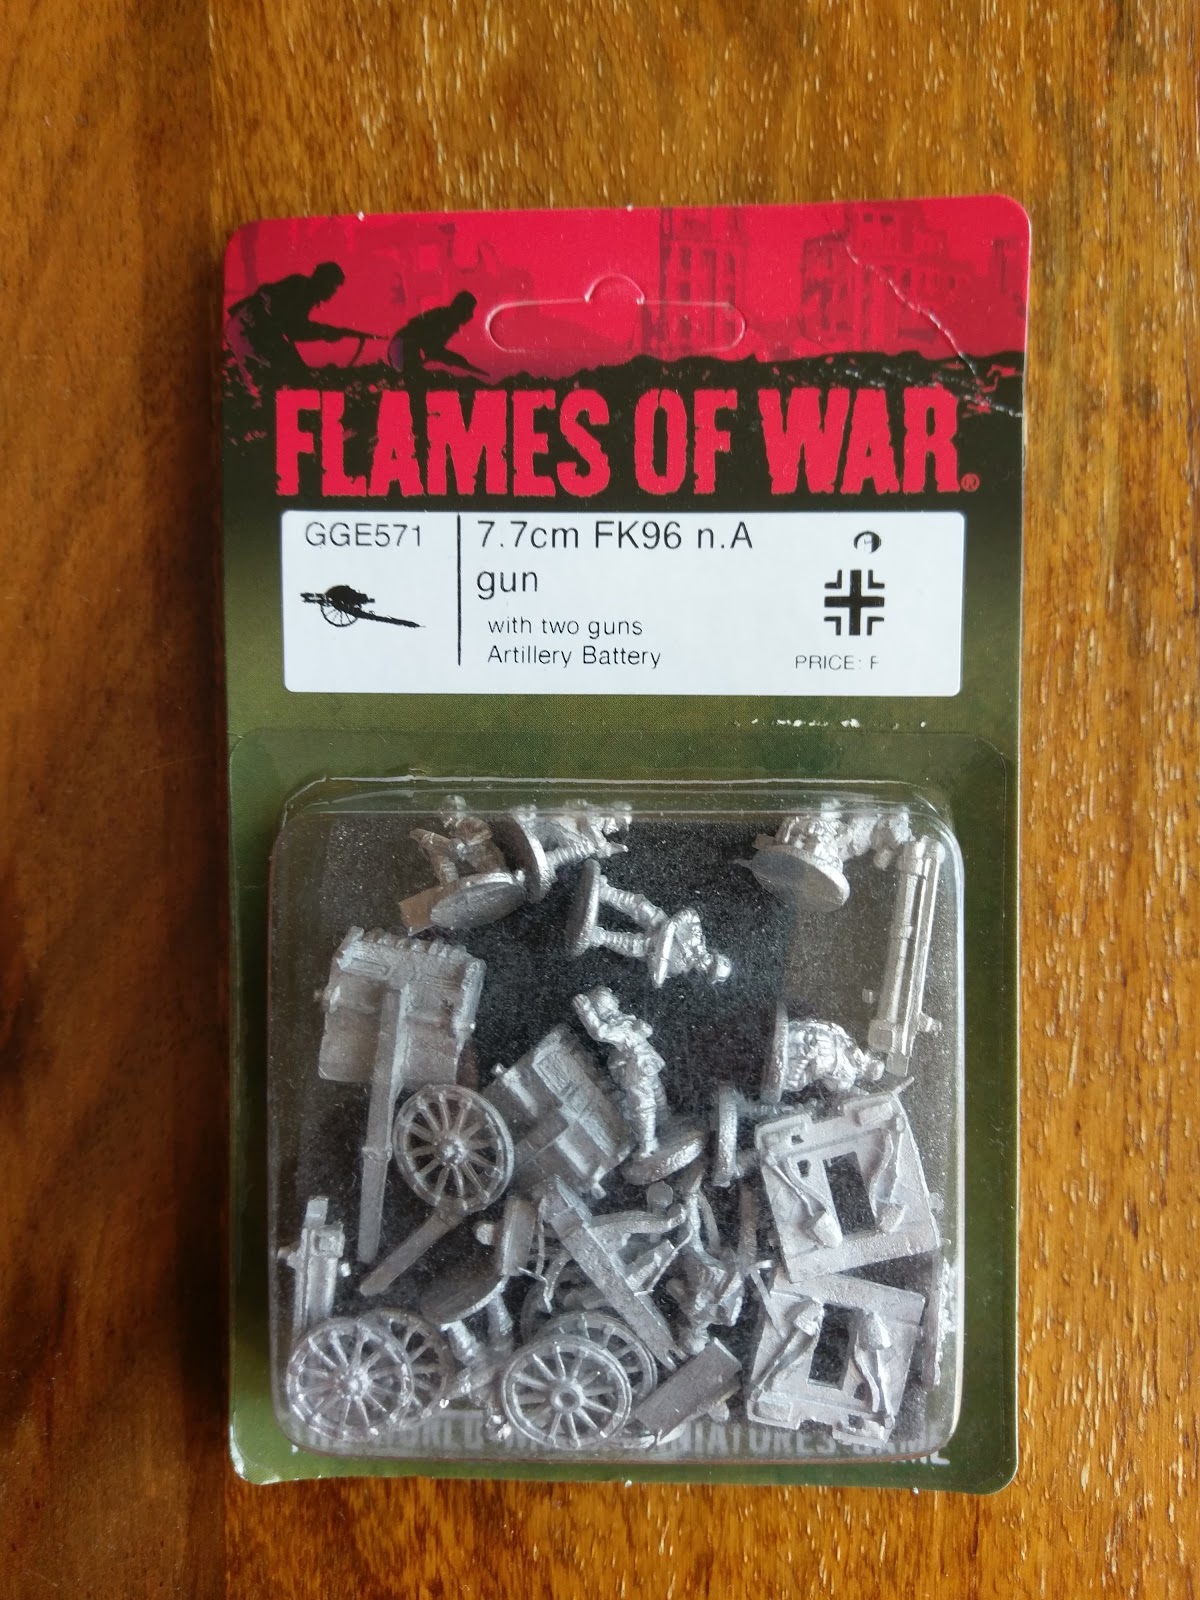 FLAMES OF WAR®
GGE571
7.7cm FK96 n.A
gun
with two guns
Artillery Battery
PRICE: F